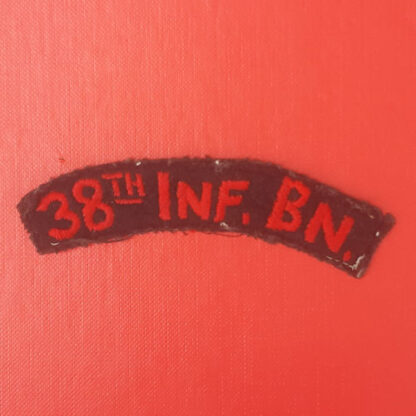 38TH INF. BN.